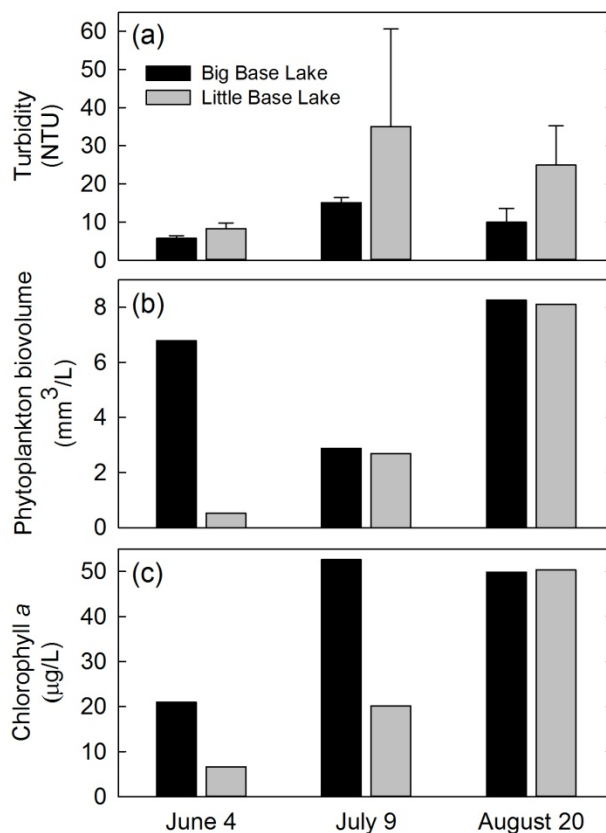 (a)
Big Base Lake
Little Base Lake
Turbidity
(NTU)
60
50
40
30
20
10
0
(b)
Phytoplankton biovolume
(mm³/L)
8
6
4
2
0
(c)
Chlorophyll a
(µg/L)
50
40
30
20
10
0
June 4 July 9 August 20